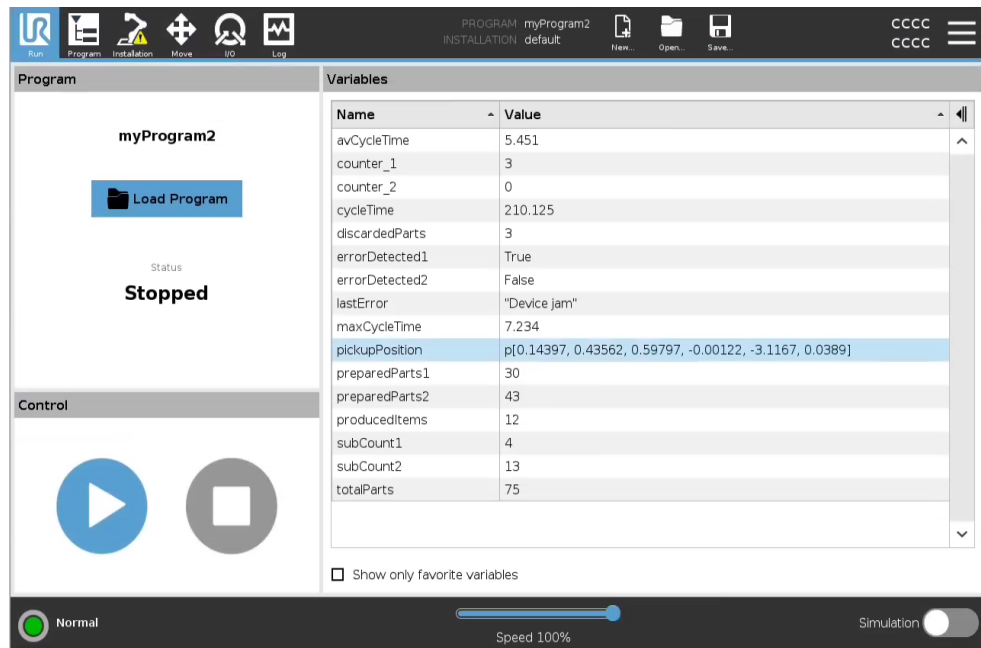 UR
PROGRAM myProgram2
INSTALLATION default
CCCC
CCCC
Run Program Installation Move I/O Log New... Open... Save...
Program
myProgram2
Load Program
Status
Stopped
Control
Variables
Name Value
avCycleTime 5.451
counter_1 3
counter_2 0
cycleTime 210.125
discardedParts 3
errorDetected1 True
errorDetected2 False
lastError "Device jam"
maxCycleTime 7.234
pickupPosition p[0.14397, 0.43562, 0.59797, -0.00122, -3.1167, 0.0389]
preparedParts1 30
preparedParts2 43
producedItems 12
subCount1 4
subCount2 13
totalParts 75
Show only favorite variables
Normal
Speed 100%
Simulation